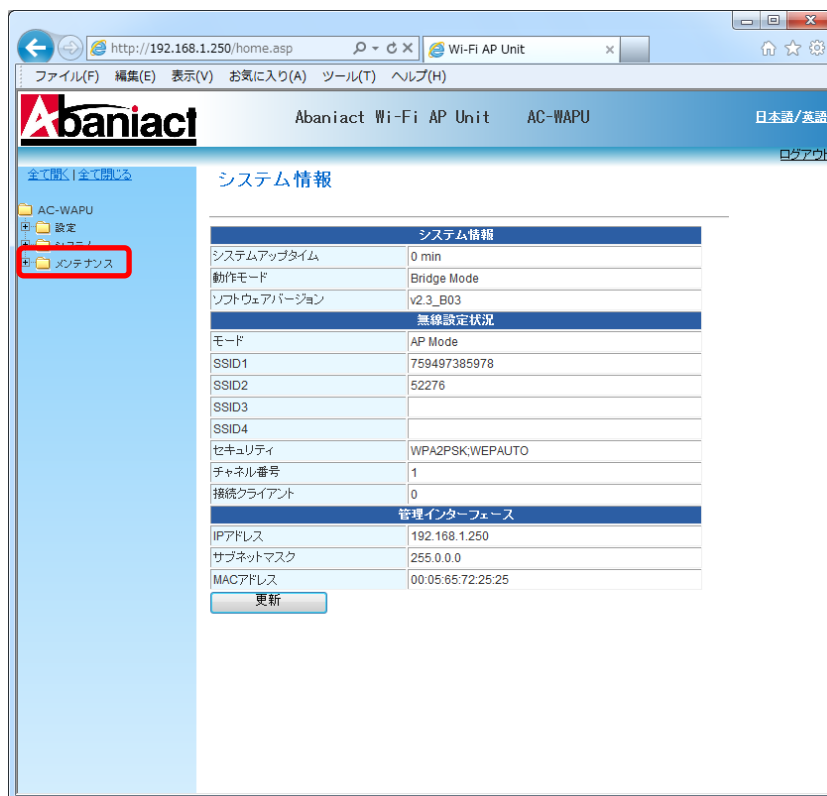 http://192.168.1.250/home.asp
Wi-Fi AP Unit
ファイル(F) 編集(E) 表示(V) お気に入り(A) ツール(T) ヘルプ(H)
Abaniact
Abaniact Wi-Fi AP Unit AC-WAPU
日本語/英語
ログアウト
全て開く | 全て閉じる
AC-WAPU
設定
システム
メンテナンス
システム情報
システム情報
システムアップタイム 0 min
動作モード Bridge Mode
ソフトウェアバージョン v2.3_B03
無線設定状況
モード AP Mode
SSID1 759497385978
SSID2 52276
SSID3
SSID4
セキュリティ WPA2PSK;WEPAUTO
チャネル番号 1
接続クライアント 0
管理インターフェース
IPアドレス 192.168.1.250
サブネットマスク 255.0.0.0
MACアドレス 00:05:65:72:25:25
更新